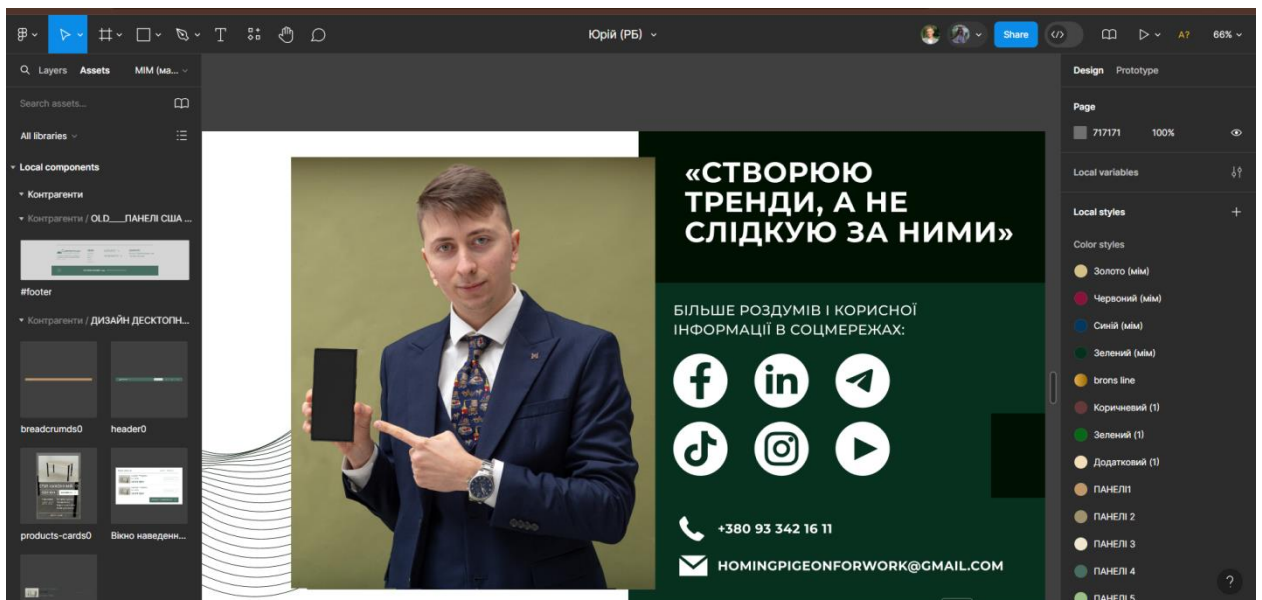 Юрій (РБ)
Share
A?
66%
Layers
Assets
МІМ (ма...
Search assets...
All libraries
Local components
Контрагенти
Контрагенти / OLD___ПАНЕЛІ США ...
#footer
Контрагенти / ДИЗАЙН ДЕСКТОПН...
breadcrumds0
header0
products-cards0
Вікно наведенн...
«СТВОРЮЮ
ТРЕНДИ, А НЕ
СЛІДКУЮ ЗА НИМИ»
БІЛЬШЕ РОЗДУМІВ І КОРИСНОЇ
ІНФОРМАЦІЇ В СОЦМЕРЕЖАХ:
+380 93 342 16 11
HOMINGPIGEONFORWORK@GMAIL.COM
Design
Prototype
Page
717171
100%
Local variables
Local styles
Color styles
Золото (мім)
Червоний (мім)
Синій (мім)
Зелений (мім)
brons line
Коричневий (1)
Зелений (1)
Додатковий (1)
ПАНЕЛІ1
ПАНЕЛІ 2
ПАНЕЛІ 3
ПАНЕЛІ 4
ПАНЕЛІ 5
?